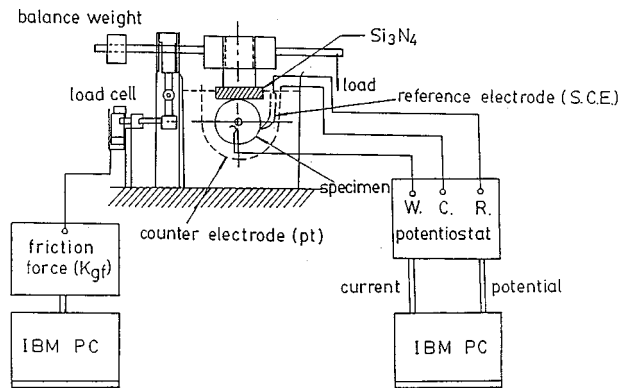 balance weight
Si3N4
load cell
load
reference electrode (S.C.E.)
specimen
counter electrode (pt)
W. C. R.
potentiostat
friction
force (Kgf)
current
potential
IBM PC
IBM PC